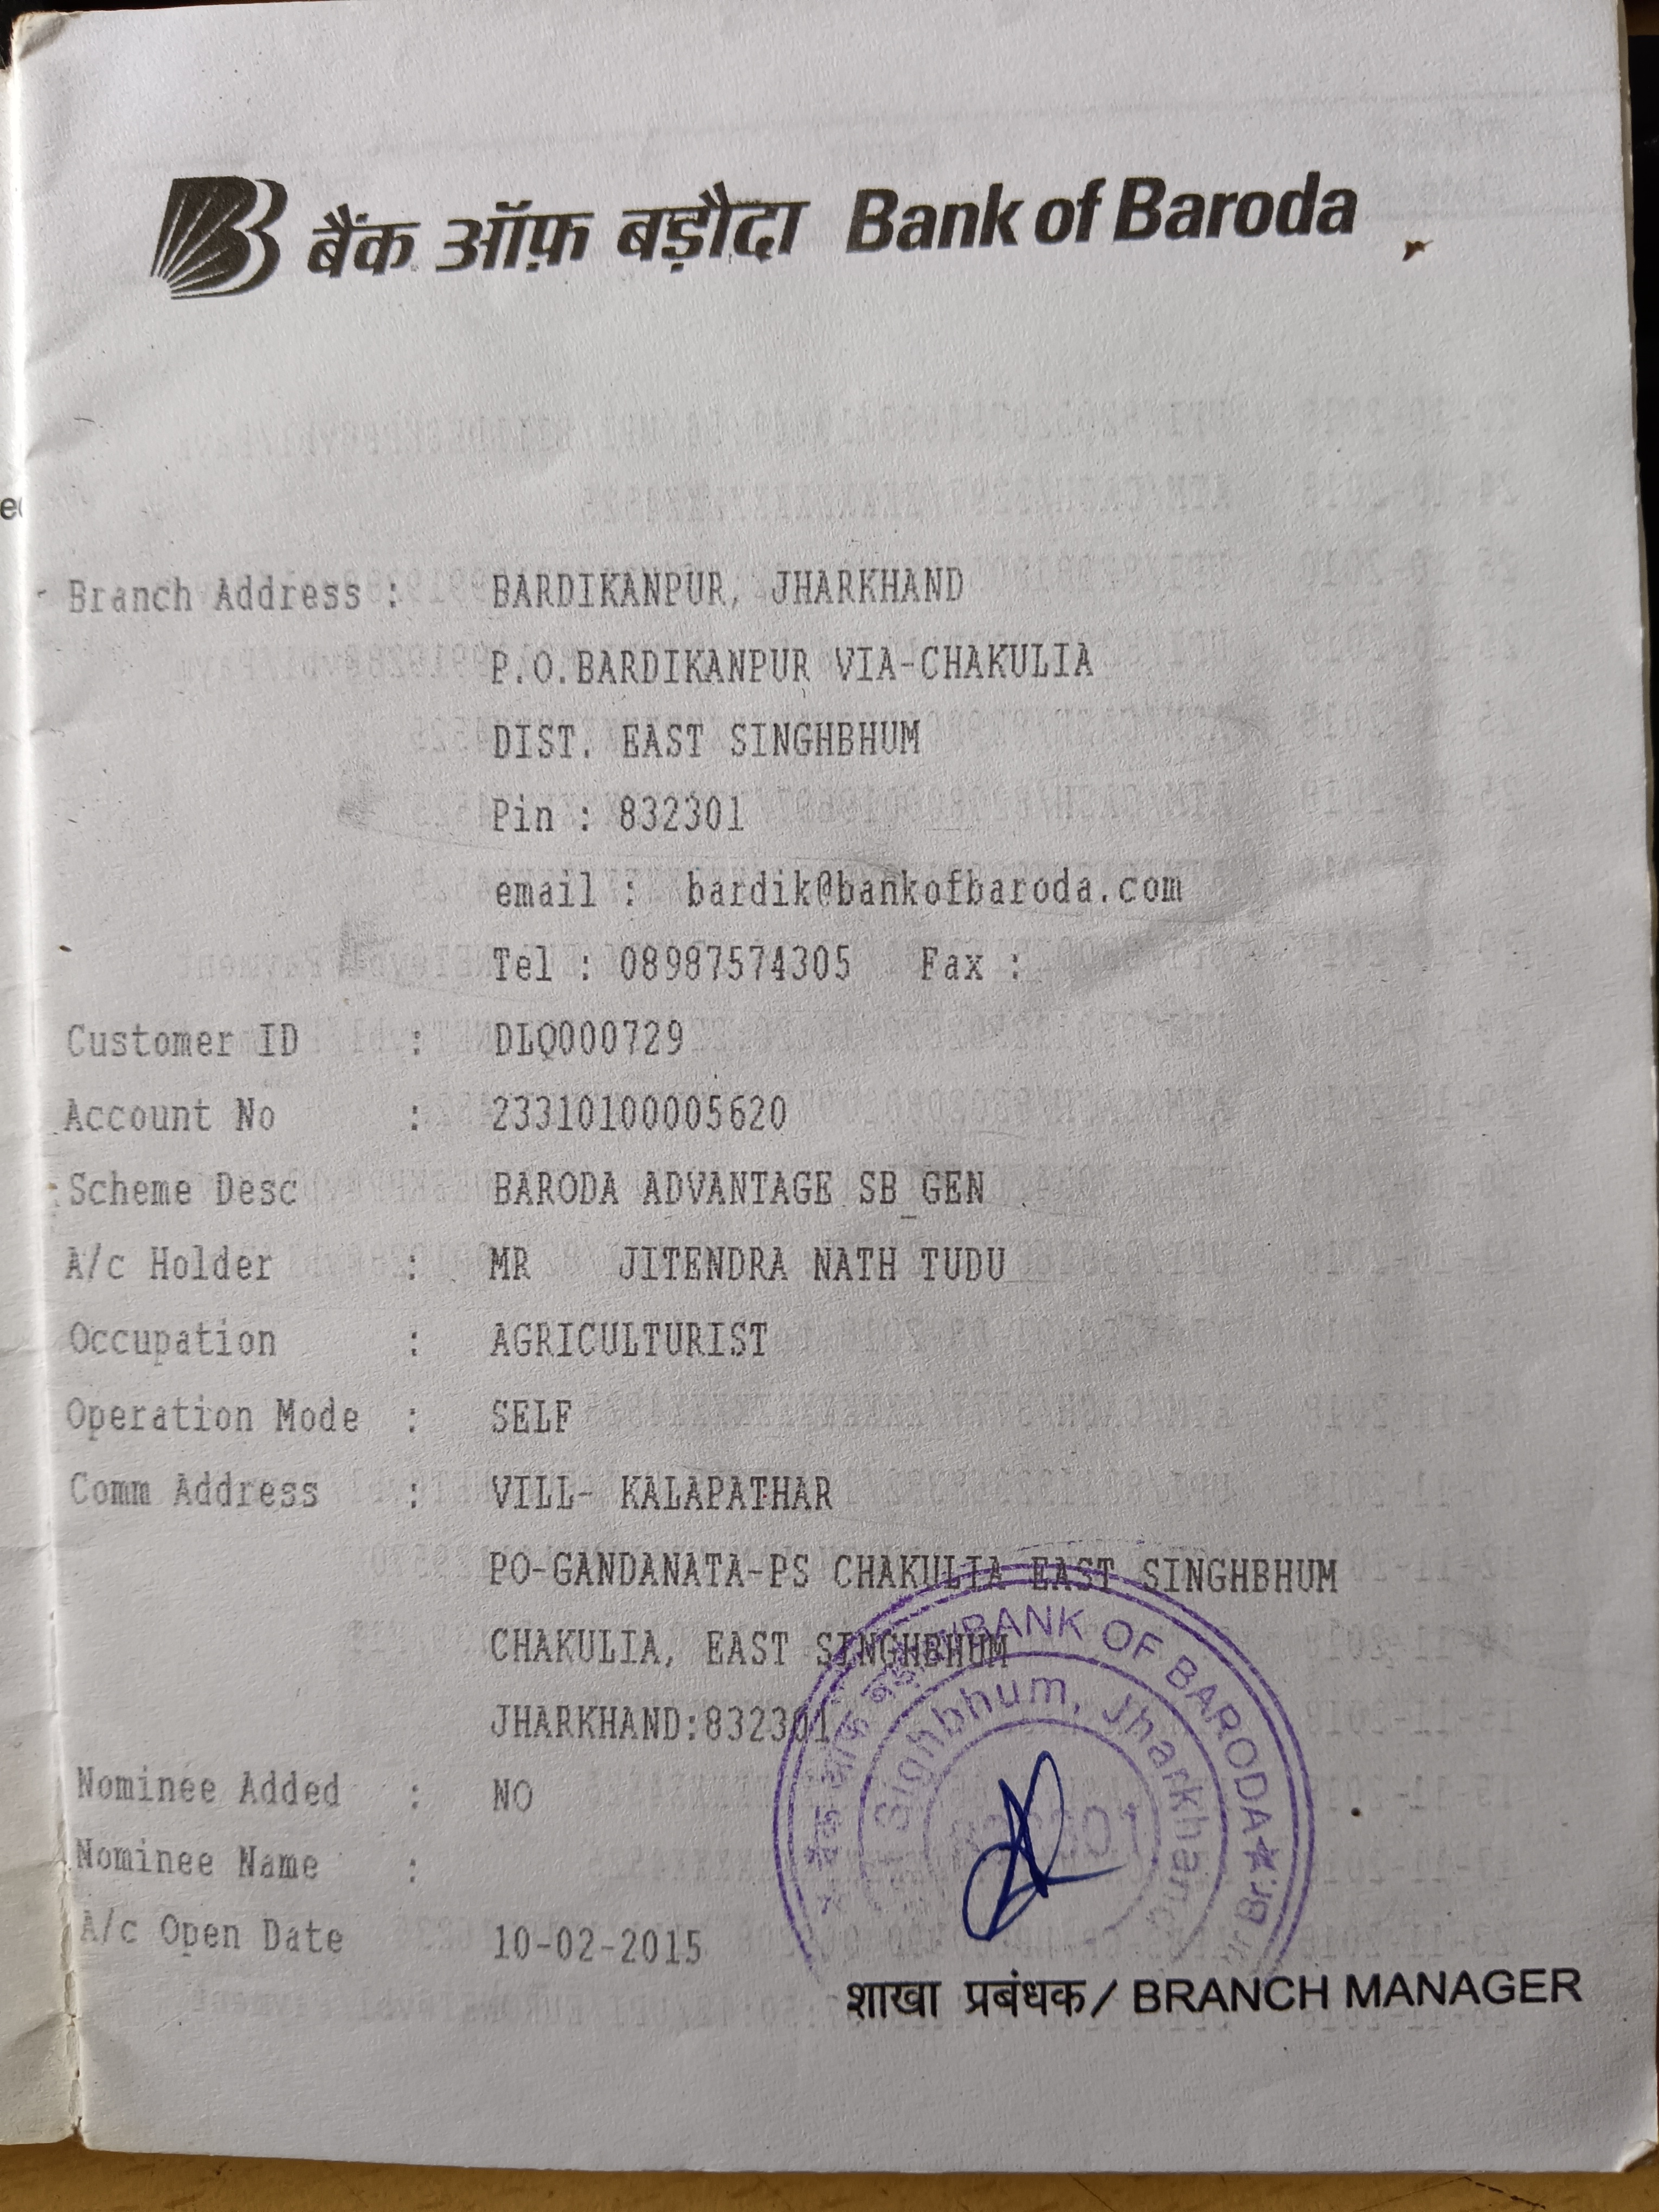 बैंक ऑफ़ बड़ौदा Bank of Baroda
Branch Address : BARDIKANPUR, JHARKHAND
P.O.BARDIKANPUR VIA-CHAKULIA
DIST. EAST SINGHBHUM
Pin : 832301
email : bardik@bankofbaroda.com
Tel : 08987574305 Fax :
Customer ID : DLQ000729
Account No : 23310100005620
Scheme Desc BARODA ADVANTAGE SB_GEN
A/c Holder : MR JITENDRA NATH TUDU
Occupation : AGRICULTURIST
Operation Mode : SELF
Comm Address : VILL- KALAPATHAR
PO-GANDANATA-PS CHAKULIA EAST SINGHBHUM
CHAKULIA, EAST SINGHBHUM
JHARKHAND:832301
BANK OF BARODA★Br.
Singhbhum, Jharkhand
Nominee Added : NO
Nominee Name :
A/c Open Date 10-02-2015
शाखा प्रबंधक/ BRANCH MANAGER